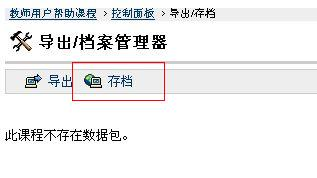 教师用户帮助课程 > 控制面板 > 导出/存档
导出/档案管理器
导出 存档
此课程不存在数据包。